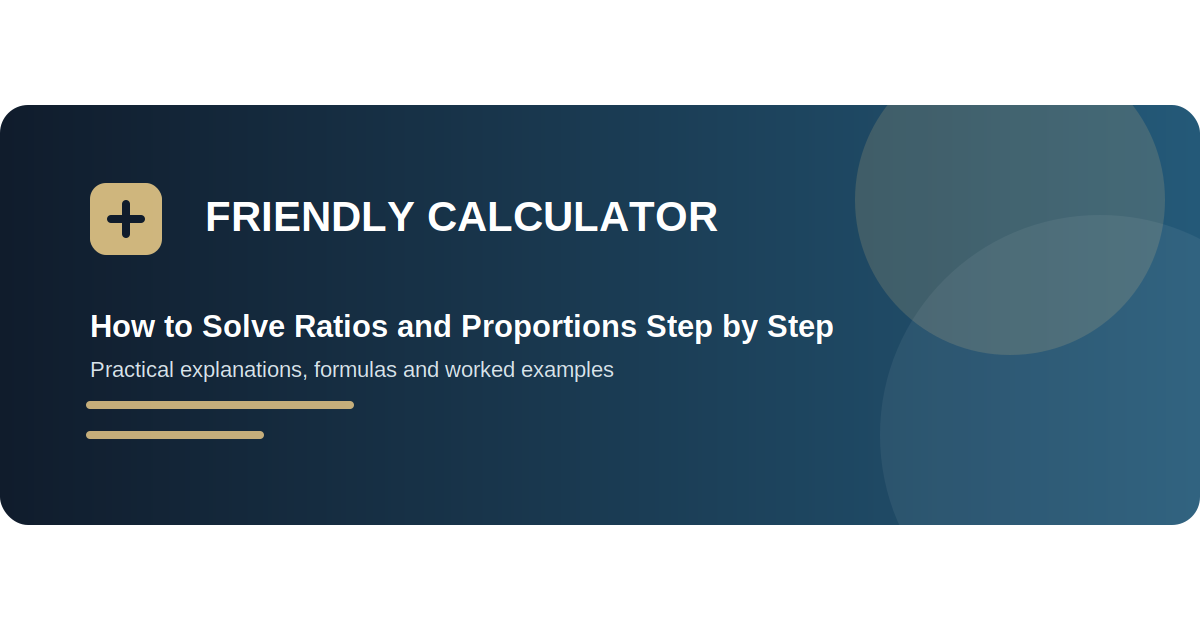 FRIENDLY CALCULATOR
How to Solve Ratios and Proportions Step by Step
Practical explanations, formulas and worked examples